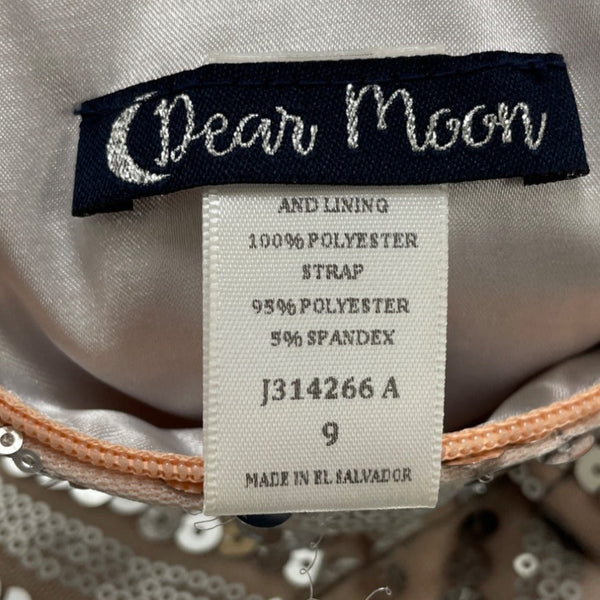 Dear Moon
AND LINING
100% POLYESTER
STRAP
95% POLYESTER
5% SPANDEX
J314266 A
9
MADE IN EL SALVADOR